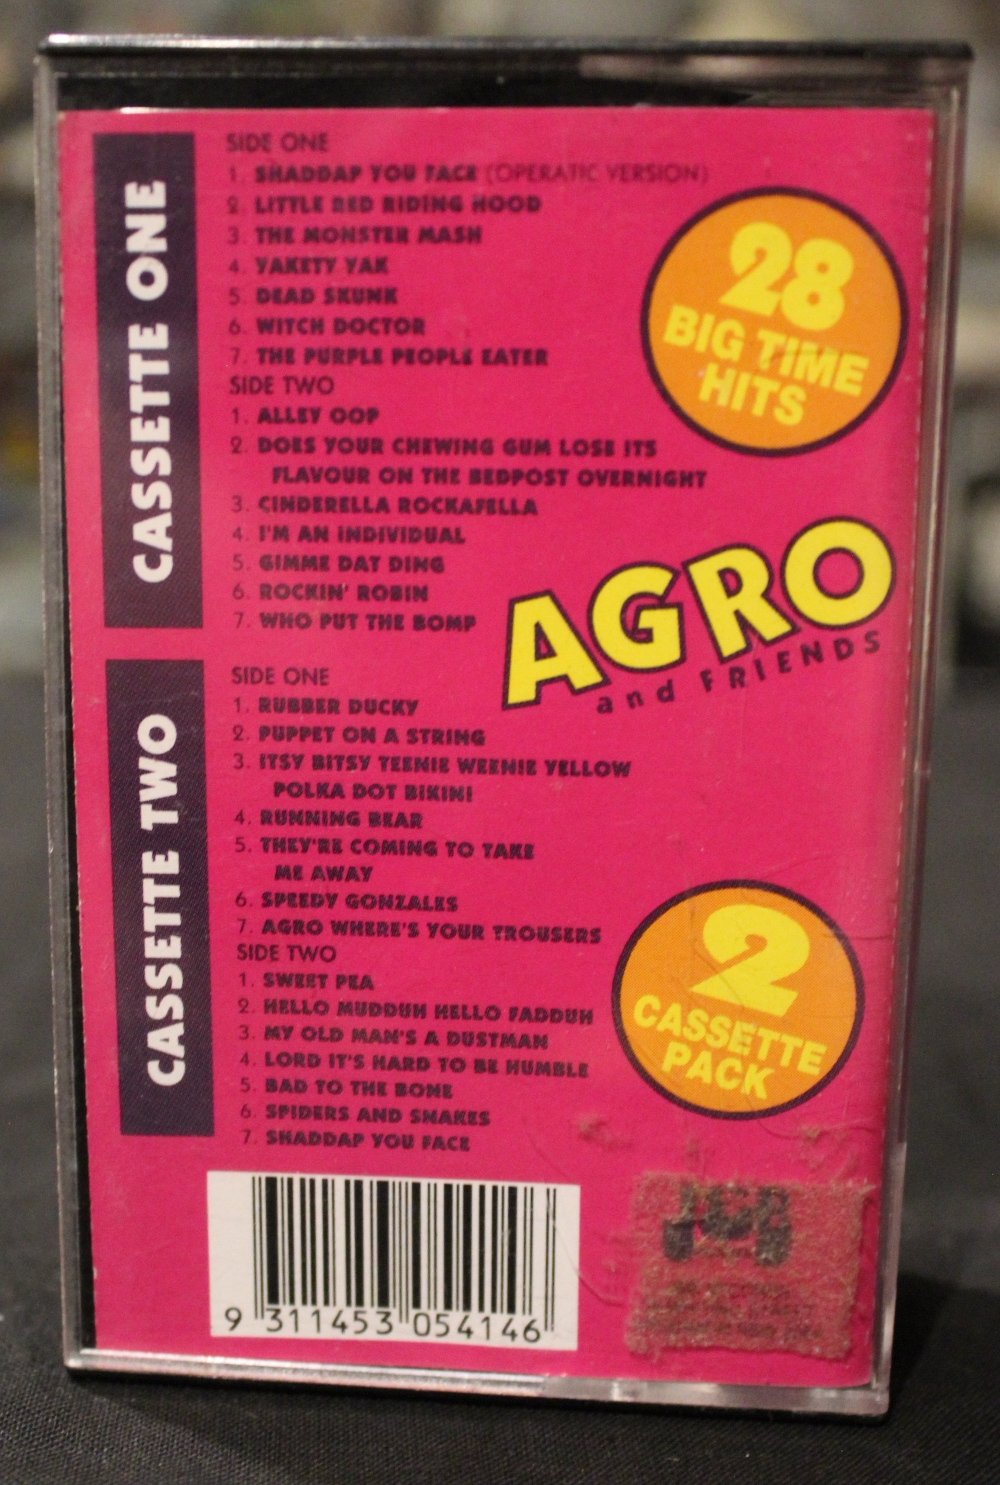 CASSETTE ONE
SIDE ONE
1. SHADDAP YOU FACE (OPERATIC VERSION)
2. LITTLE RED RIDING HOOD
3. THE MONSTER MASH
4. YAKETY YAK
5. DEAD SKUNK
6. WITCH DOCTOR
7. THE PURPLE PEOPLE EATER
SIDE TWO
1. ALLEY OOP
2. DOES YOUR CHEWING GUM LOSE ITS
FLAVOUR ON THE BEDPOST OVERNIGHT
3. CINDERELLA ROCKAFELLA
4. I'M AN INDIVIDUAL
5. GIMME DAT DING
6. ROCKIN' ROBIN
7. WHO PUT THE BOMP
28
BIG TIME
HITS
AGRO
and FRIENDS
CASSETTE TWO
SIDE ONE
1. RUBBER DUCKY
2. PUPPET ON A STRING
3. ITSY BITSY TEENIE WEENIE YELLOW
POLKA DOT BIKINI
4. RUNNING BEAR
5. THEY'RE COMING TO TAKE
ME AWAY
6. SPEEDY GONZALES
7. AGRO WHERE'S YOUR TROUSERS
SIDE TWO
1. SWEET PEA
2. HELLO MUDDUH HELLO FADDUH
3. MY OLD MAN'S A DUSTMAN
4. LORD IT'S HARD TO BE HUMBLE
5. BAD TO THE BONE
6. SPIDERS AND SNAKES
7. SHADDAP YOU FACE
2
CASSETTE
PACK
9 311453 054146